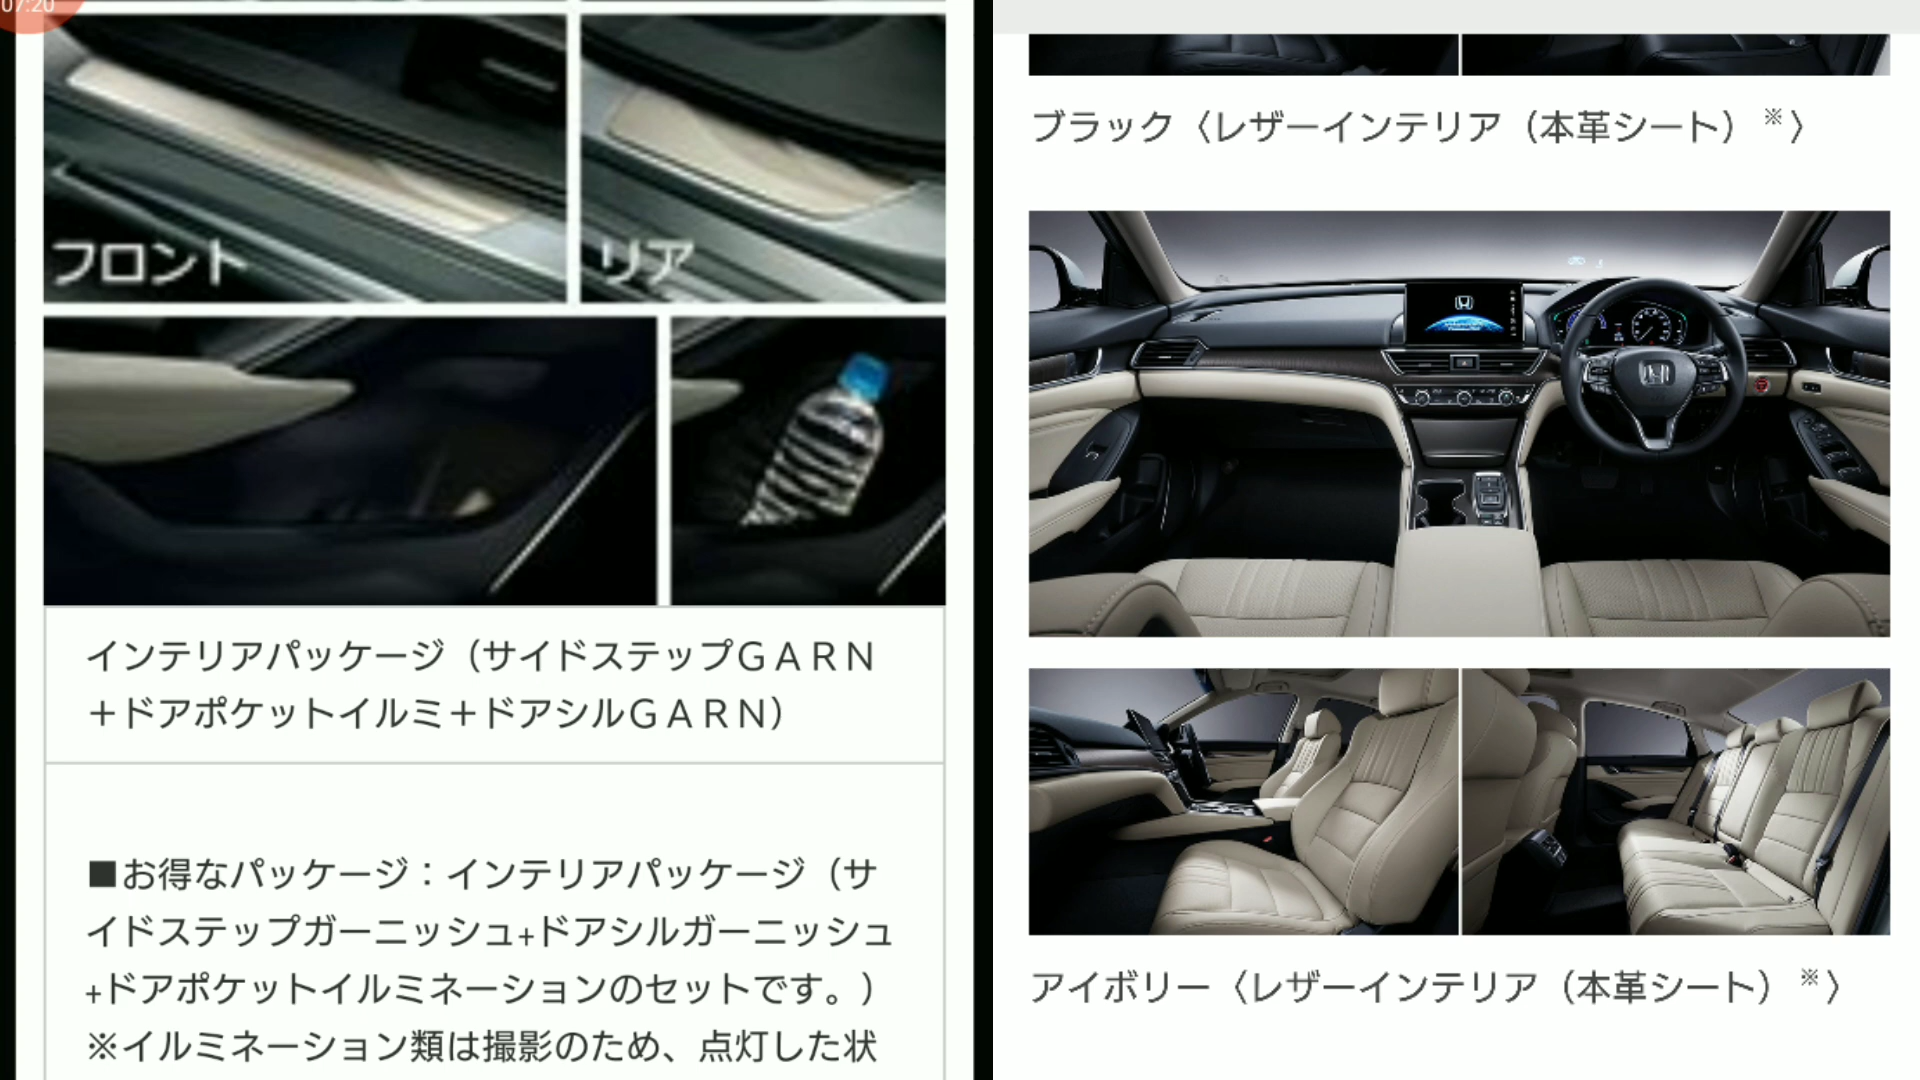 07:20
フロント
リア
インテリアパッケージ（サイドステップＧＡＲＮ
＋ドアポケットイルミ＋ドアシルＧＡＲＮ）
■お得なパッケージ：インテリアパッケージ（サ
イドステップガーニッシュ+ドアシルガーニッシュ
+ドアポケットイルミネーションのセットです。）
※イルミネーション類は撮影のため、点灯した状
ブラック〈レザーインテリア（本革シート）※〉
アイボリー〈レザーインテリア（本革シート）※〉